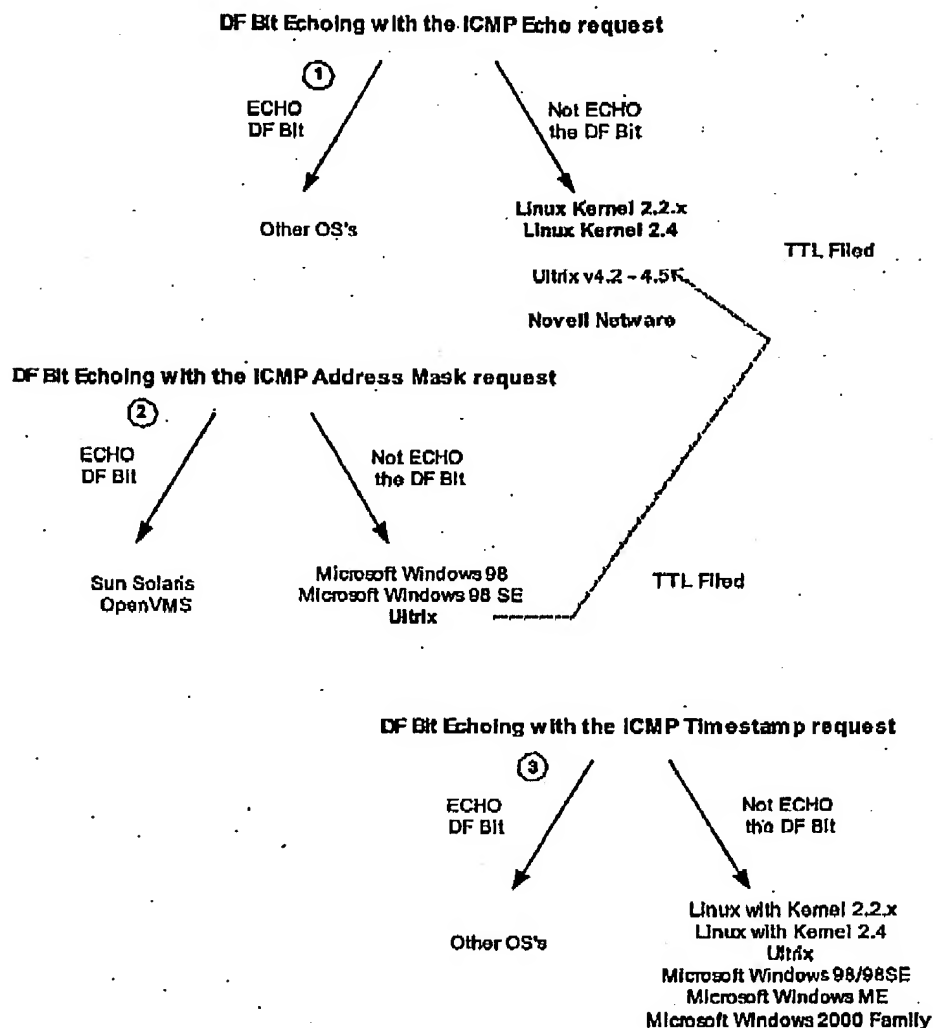 DF Bit Echoing with the ICMP Echo request
1
ECHO
DF Bit
Not ECHO
the DF Bit
Other OS's
Linux Kernel 2.2.x
Linux Kernel 2.4
Ultrix v4.2 - 4.5
Novell Netware
TTL Filed
DF Bit Echoing with the ICMP Address Mask request
2
ECHO
DF Bit
Not ECHO
the DF Bit
Sun Solaris
OpenVMS
Microsoft Windows 98
Microsoft Windows 98 SE
Ultrix
TTL Filed
DF Bit Echoing with the ICMP Timestamp request
3
ECHO
DF Bit
Not ECHO
the DF Bit
Other OS's
Linux with Kernel 2.2.x
Linux with Kernel 2.4
Ultrix
Microsoft Windows 98/98SE
Microsoft Windows ME
Microsoft Windows 2000 Family